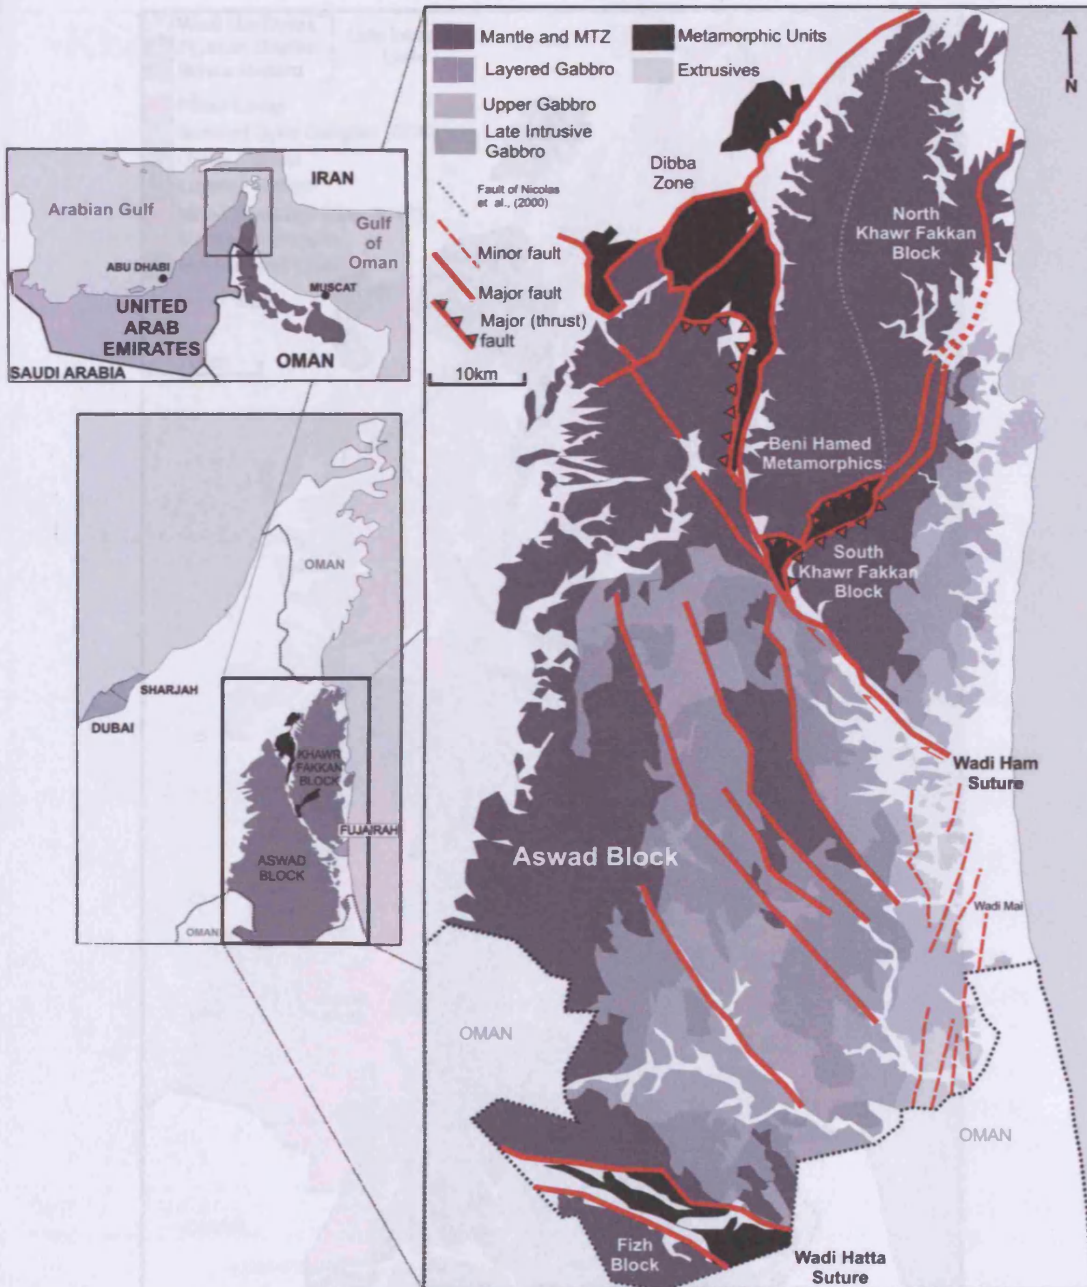 Mantle and MTZ
Metamorphic Units
Layered Gabbro
Extrusives
Upper Gabbro
Late Intrusive
Gabbro
Fault of Nicolas
et al., (2000)
Minor fault
Major fault
Major (thrust)
fault
10km
N
Dibba
Zone
North
Khawr Fakkan
Block
Beni Hamed
Metamorphics
South
Khawr Fakkan
Block
Wadi Ham
Suture
Aswad Block
Wadi Mai
OMAN
OMAN
Fizh
Block
Wadi Hatta
Suture
IRAN
Arabian Gulf
Gulf
of
Oman
ABU DHABI
MUSCAT
UNITED
ARAB
EMIRATES
OMAN
SAUDI ARABIA
OMAN
SHARJAH
DUBAI
KHAWR
FAKKAN
BLOCK
FUJAIRAH
ASWAD
BLOCK
OMAN